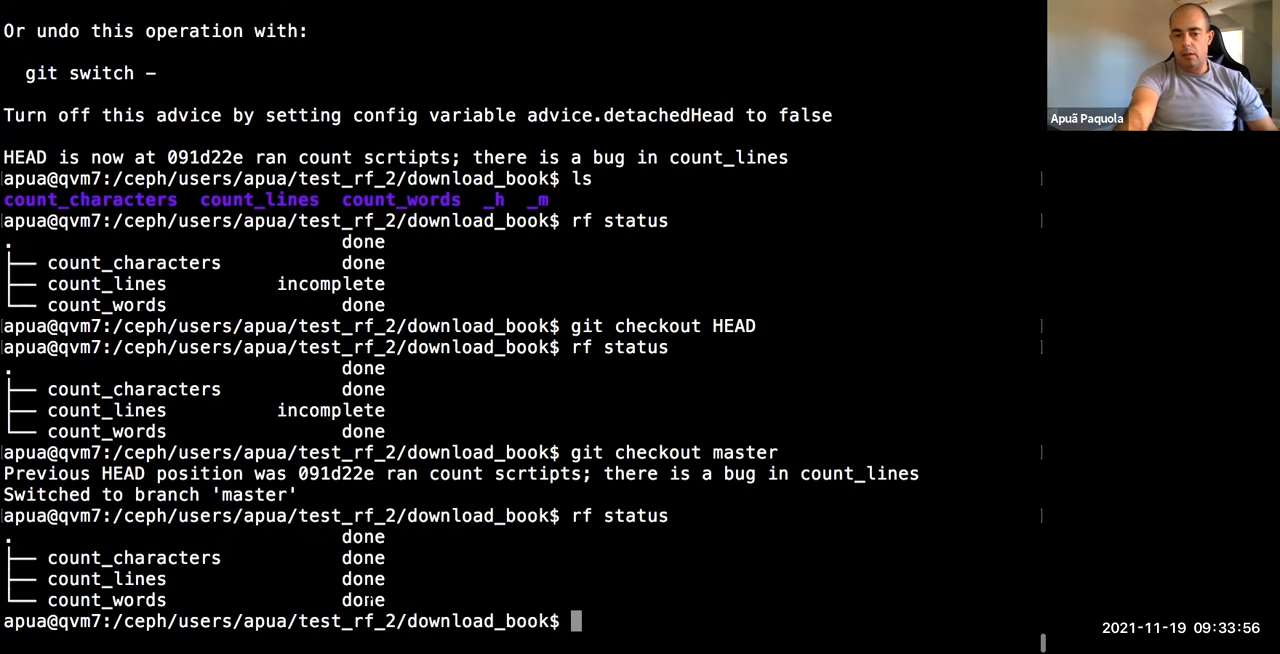 Or undo this operation with:
git switch -
Turn off this advice by setting config variable advice.detachedHead to false
HEAD is now at 091d22e ran count scrtipts; there is a bug in count_lines
apua@qvm7:/ceph/users/apua/test_rf_2/download_book$ ls
count_characters  count_lines  count_words  _h  _m
apua@qvm7:/ceph/users/apua/test_rf_2/download_book$ rf status
. done
├── count_characters done
├── count_lines incomplete
└── count_words done
apua@qvm7:/ceph/users/apua/test_rf_2/download_book$ git checkout HEAD
apua@qvm7:/ceph/users/apua/test_rf_2/download_book$ rf status
. done
├── count_characters done
├── count_lines incomplete
└── count_words done
apua@qvm7:/ceph/users/apua/test_rf_2/download_book$ git checkout master
Previous HEAD position was 091d22e ran count scrtipts; there is a bug in count_lines
Switched to branch 'master'
apua@qvm7:/ceph/users/apua/test_rf_2/download_book$ rf status
. done
├── count_characters done
├── count_lines done
└── count_words done
apua@qvm7:/ceph/users/apua/test_rf_2/download_book$
Apuã Paquola
2021-11-19 09:33:56